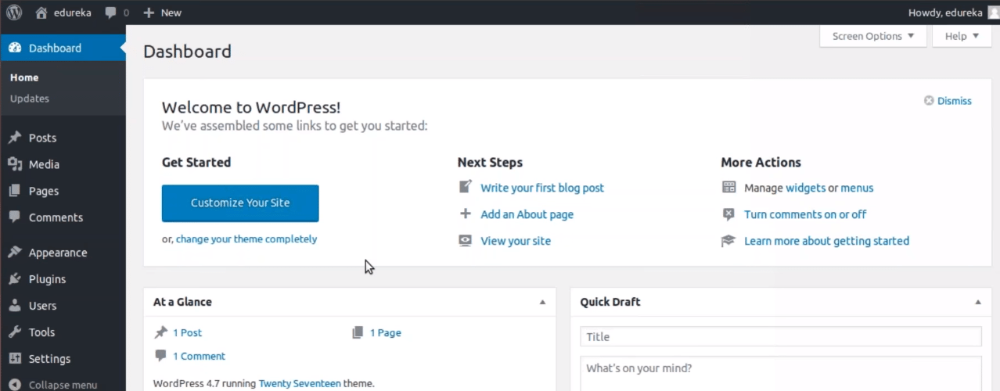 edureka 0 New Howdy, edureka
Dashboard
Home
Updates
Posts
Media
Pages
Comments
Appearance
Plugins
Users
Tools
Settings
Collapse menu
Screen Options Help
Dashboard
Welcome to WordPress!
Dismiss
We've assembled some links to get you started:
Get Started
Customize Your Site
or, change your theme completely
Next Steps
Write your first blog post
Add an About page
View your site
More Actions
Manage widgets or menus
Turn comments on or off
Learn more about getting started
At a Glance
1 Post 1 Page
1 Comment
WordPress 4.7 running Twenty Seventeen theme.
Quick Draft
Title
What's on your mind?